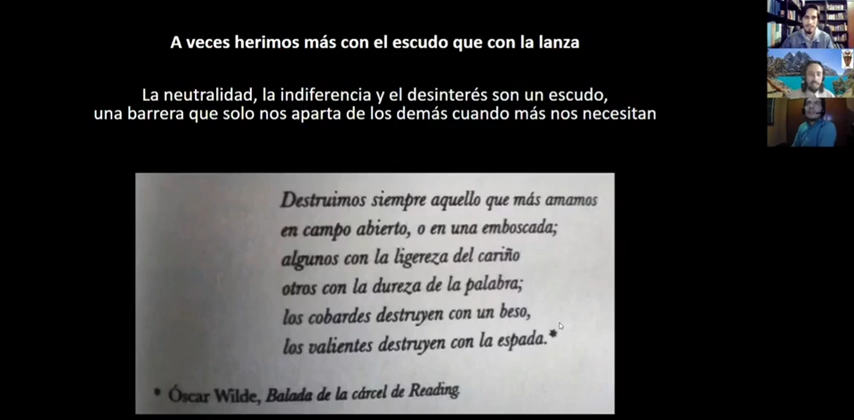 A veces herimos más con el escudo que con la lanza
La neutralidad, la indiferencia y el desinterés son un escudo,
una barrera que solo nos aparta de los demás cuando más nos necesitan
Destruimos siempre aquello que más amamos
en campo abierto, o en una emboscada;
algunos con la ligereza del cariño
otros con la dureza de la palabra;
los cobardes destruyen con un beso,
los valientes destruyen con la espada.*
* Óscar Wilde, Balada de la cárcel de Reading.